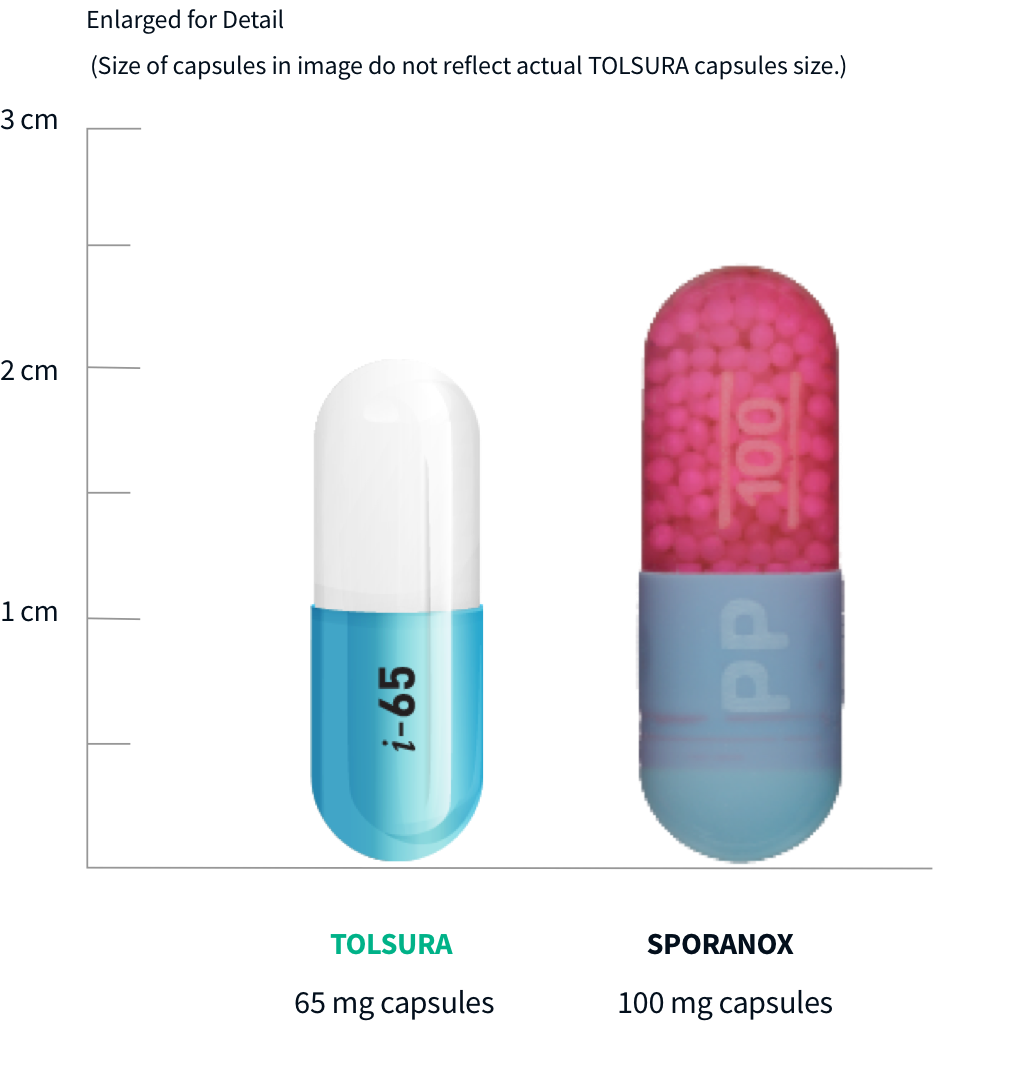 Enlarged for Detail
(Size of capsules in image do not reflect actual TOLSURA capsules size.)
3 cm
2 cm
1 cm
i-65
100
PP
TOLSURA
SPORANOX
65 mg capsules
100 mg capsules